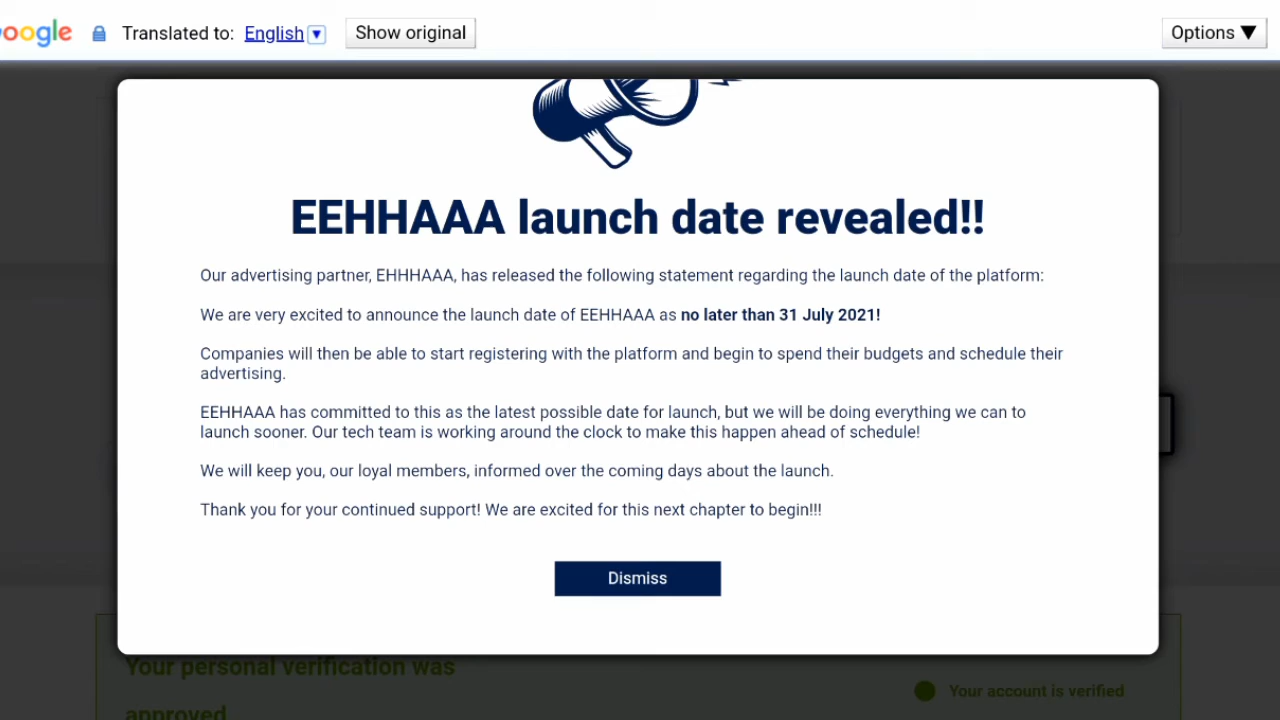 oogle Translated to: English ▼ Show original Options ▼
EEHHAAA launch date revealed!!
Our advertising partner, EHHHAAA, has released the following statement regarding the launch date of the platform:
We are very excited to announce the launch date of EEHHAAA as no later than 31 July 2021!
Companies will then be able to start registering with the platform and begin to spend their budgets and schedule their
advertising.
EEHHAAA has committed to this as the latest possible date for launch, but we will be doing everything we can to
launch sooner. Our tech team is working around the clock to make this happen ahead of schedule!
We will keep you, our loyal members, informed over the coming days about the launch.
Thank you for your continued support! We are excited for this next chapter to begin!!!
Dismiss
Your personal verification was
approved
Your account is verified